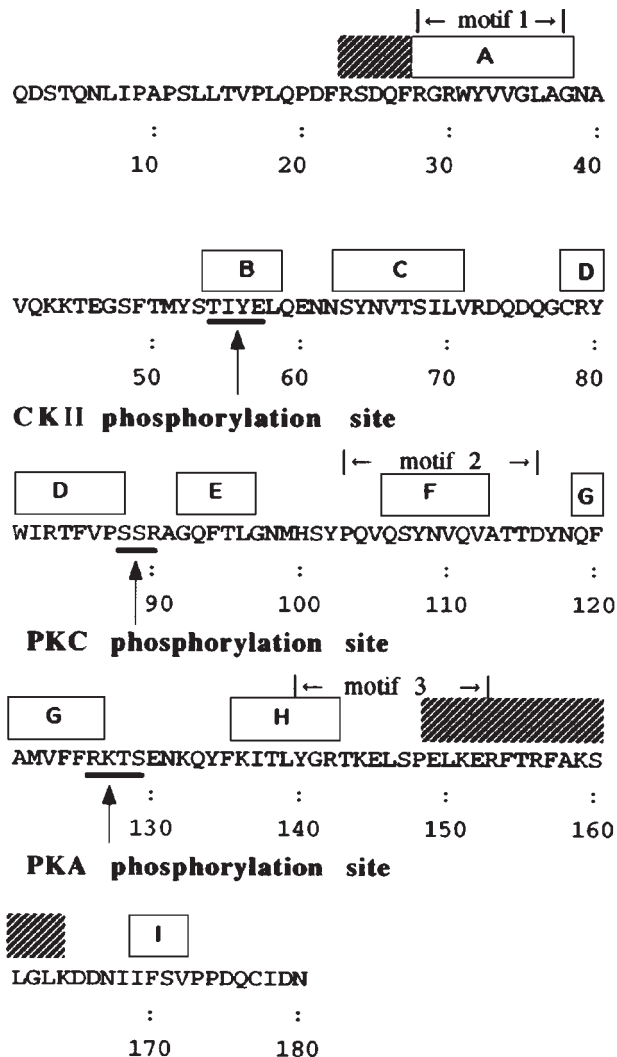 |← motif 1 →|
A
QDSTQNLIPAPSLLTVPLQPDFRSDQFRGRWYVVGLAGNA
: : : :
10 20 30 40
B C D
VQKKTEGSFTMYSTIYELQENNSYNVTSILVRDQDQGCRY
: : : :
50 60 70 80
CKII phosphorylation site
|← motif 2 →|
D E F G
WIRTFVPSSRAGQFTLGNMHSYPQVQSYNVQVATTDYNQF
: : : :
90 100 110 120
PKC phosphorylation site
|← motif 3 →|
G H
AMVFFRKTSENKQYFKITLYGRTKELSPELKERFTRFAKS
: : : :
130 140 150 160
PKA phosphorylation site
I
LGLKDDNIIFSVPPDQCIDN
: :
170 180